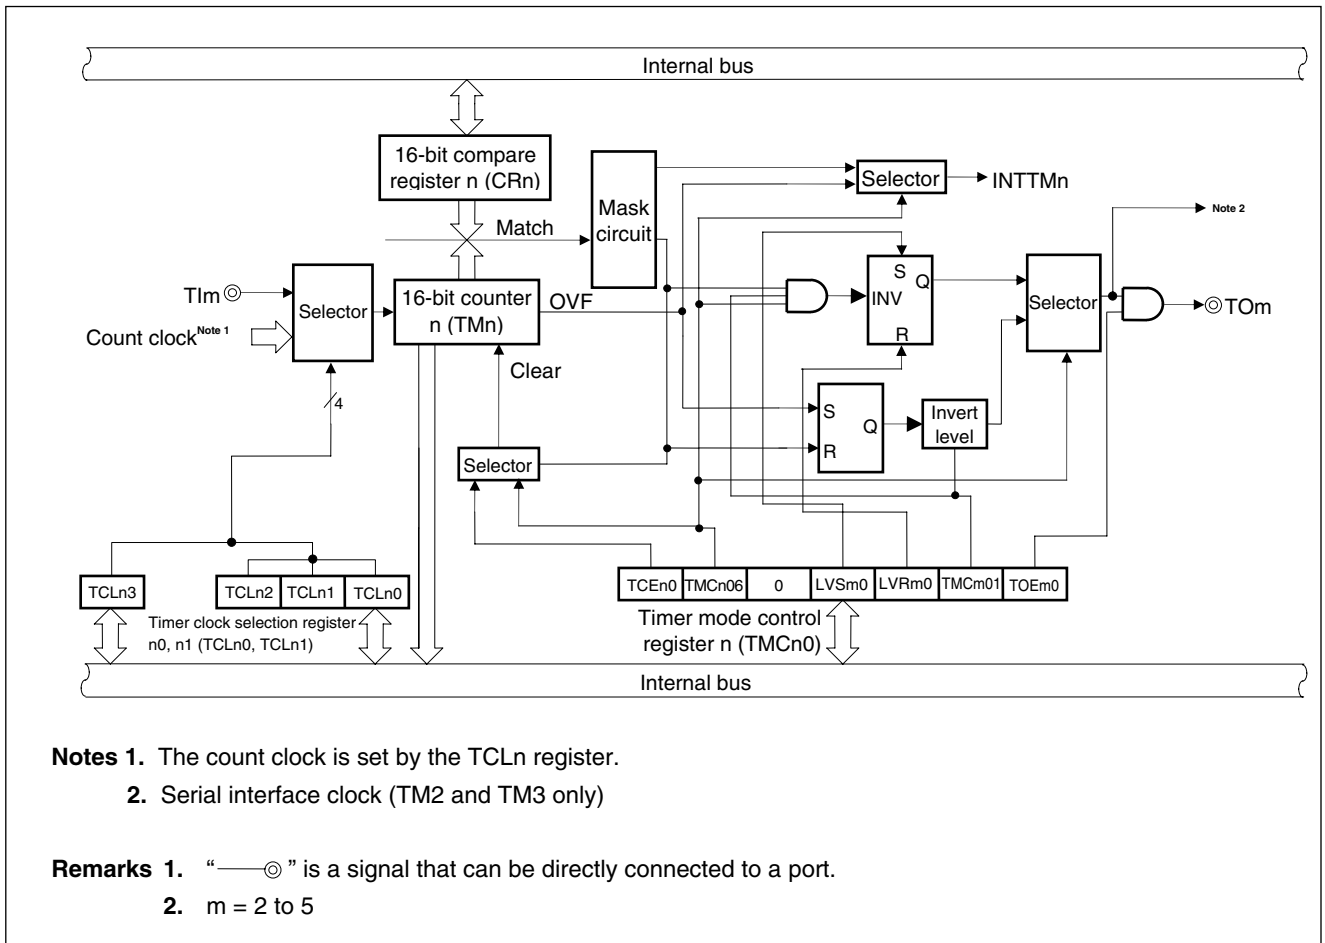 Internal bus
16-bit compare
register n (CRn)
Match
Mask
circuit
Selector
INTTMn
Note 2
TIm
Count clock Note 1
Selector
16-bit counter
n (TMn)
OVF
Clear
S
INV
Q
R
Selector
TOm
4
S
Q
R
Invert
level
Selector
TCLn3
TCLn2 TCLn1 TCLn0
TCEn0 TMCn06 0 LVSm0 LVRm0 TMCm01 TOEm0
Timer clock selection register
n0, n1 (TCLn0, TCLn1)
Timer mode control
register n (TMCn0)
Internal bus
Notes 1. The count clock is set by the TCLn register.
2. Serial interface clock (TM2 and TM3 only)
Remarks 1. “ ” is a signal that can be directly connected to a port.
2. m = 2 to 5